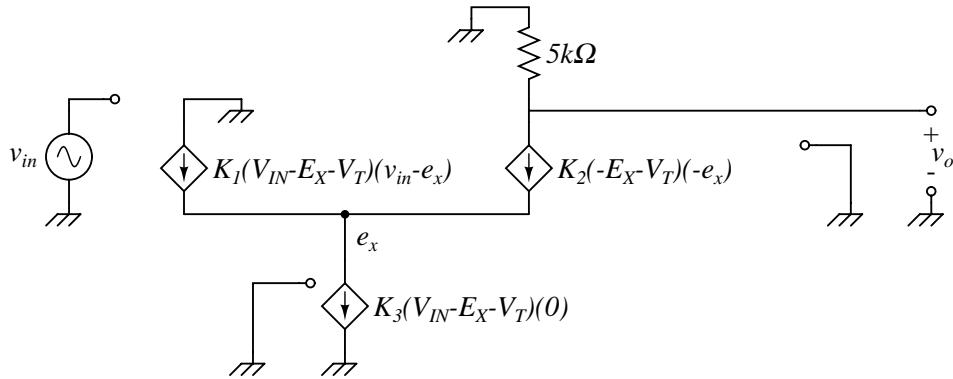 5kΩ
v_in
K_1(V_IN-E_X-V_T)(v_in-e_x)
K_2(-E_X-V_T)(-e_x)
+
v_o
-
e_x
K_3(V_IN-E_X-V_T)(0)